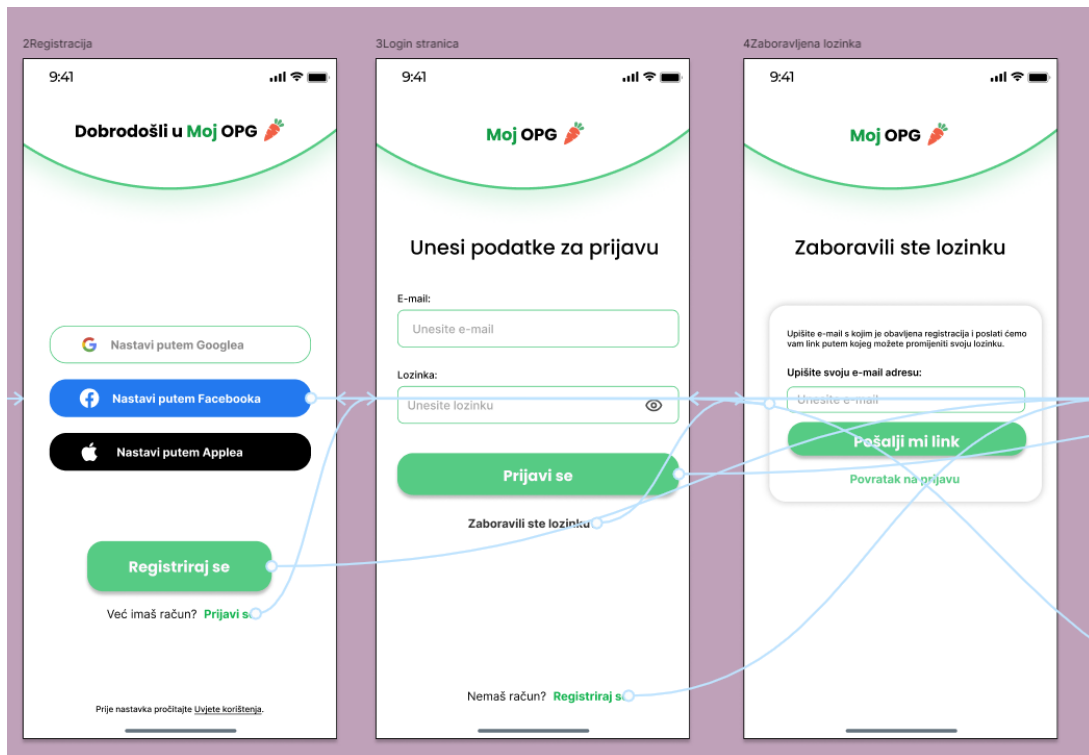 2Registracija
9:41
Dobrodošli u Moj OPG
Nastavi putem Googlea
Nastavi putem Facebooka
Nastavi putem Applea
Registriraj se
Već imaš račun? Prijavi se
Prije nastavka pročitajte Uvjete korištenja.
3Login stranica
9:41
Moj OPG
Unesi podatke za prijavu
E-mail:
Unesite e-mail
Lozinka:
Unesite lozinku
Prijavi se
Zaboravili ste lozinku
Nemaš račun? Registriraj se
4Zaboravljena lozinka
9:41
Moj OPG
Zaboravili ste lozinku
Upišite e-mail s kojim je obavljena registracija i poslati ćemo
vam link putem kojeg možete promijeniti svoju lozinku.
Upišite svoju e-mail adresu:
Unesite e-mail
Pošalji mi link
Povratak na prijavu